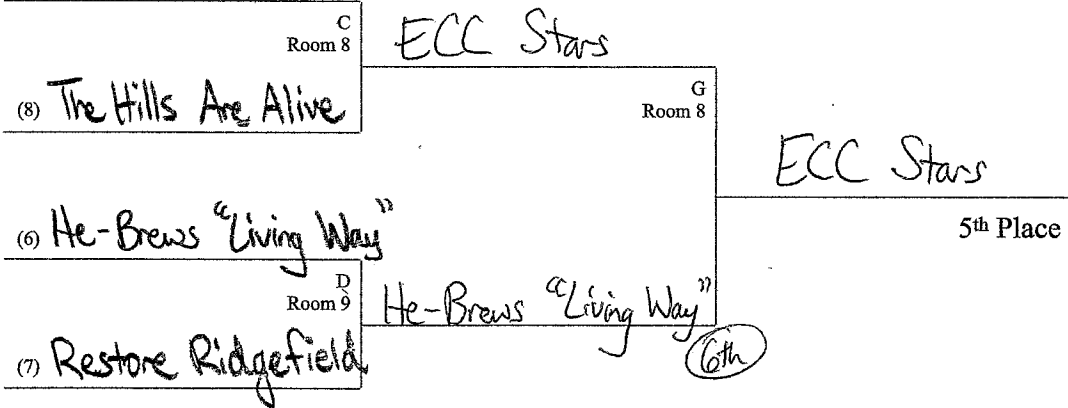 C
Room 8
ECC Stars
(8) The Hills Are Alive
G
Room 8
ECC Stars
5th Place
(6) He-Brews "Living Way"
D
Room 9
He-Brews "Living Way"
6th
(7) Restore Ridgefield